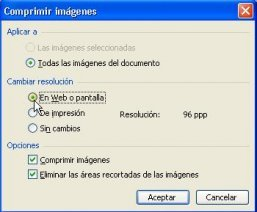 Comprimir imágenes
Aplicar a
Las imágenes seleccionadas
Todas las imágenes del documento
Cambiar resolución
En Web o pantalla
De impresión Resolución: 96 ppp
Sin cambios
Opciones
Comprimir imágenes
Eliminar las áreas recortadas de las imágenes
Aceptar Cancelar